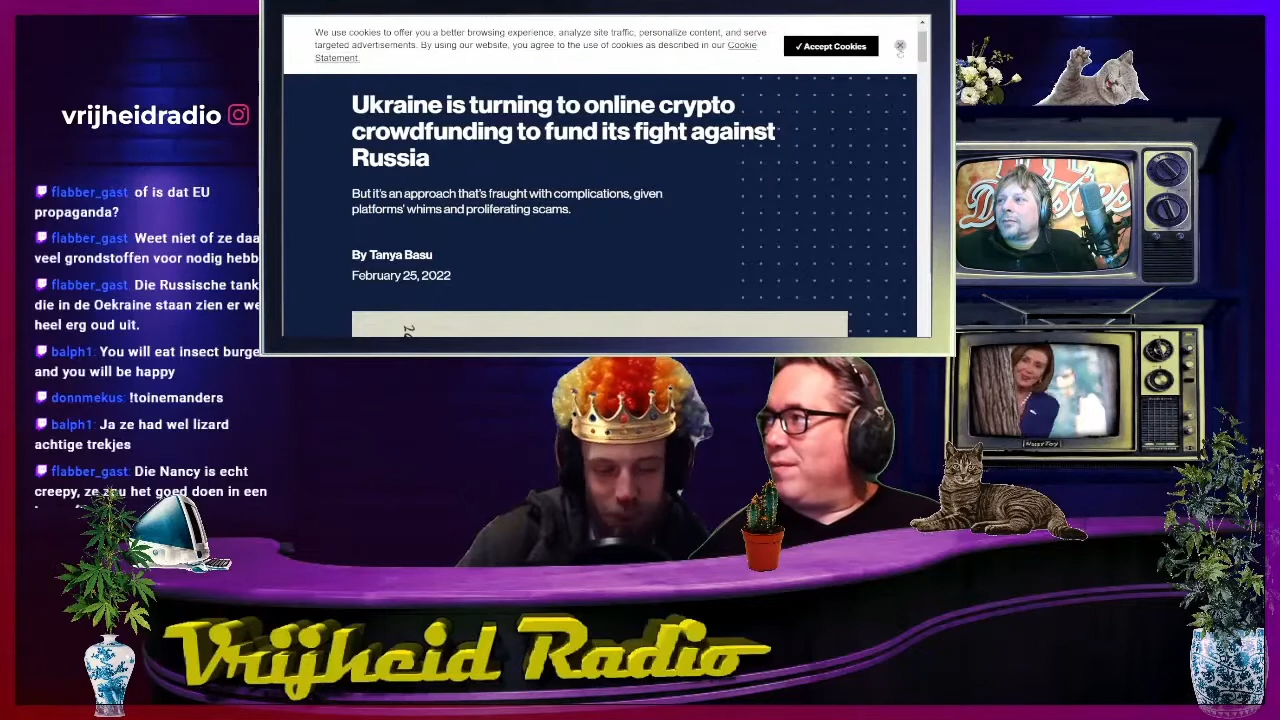 We use cookies to offer you a better browsing experience, analyze site traffic, personalize content, and serve
targeted advertisements. By using our website, you agree to the use of cookies as described in our Cookie
Statement.
✓ Accept Cookies
Ukraine is turning to online crypto
crowdfunding to fund its fight against
Russia
But it's an approach that's fraught with complications, given
platforms' whims and proliferating scams.
By Tanya Basu
February 25, 2022
vrijheidradio
flabber_gast: of is dat EU
propaganda?
flabber_gast: Weet niet of ze daa
veel grondstoffen voor nodig hebb
flabber_gast: Die Russische tank
die in de Oekraine staan zien er we
heel erg oud uit.
balph1: You will eat insect burge
and you will be happy
donnmekus: !toinemanders
balph1: Ja ze had wel lizard
achtige trekjes
flabber_gast: Die Nancy is echt
creepy, ze zou het goed doen in een
Vrijheid Radio